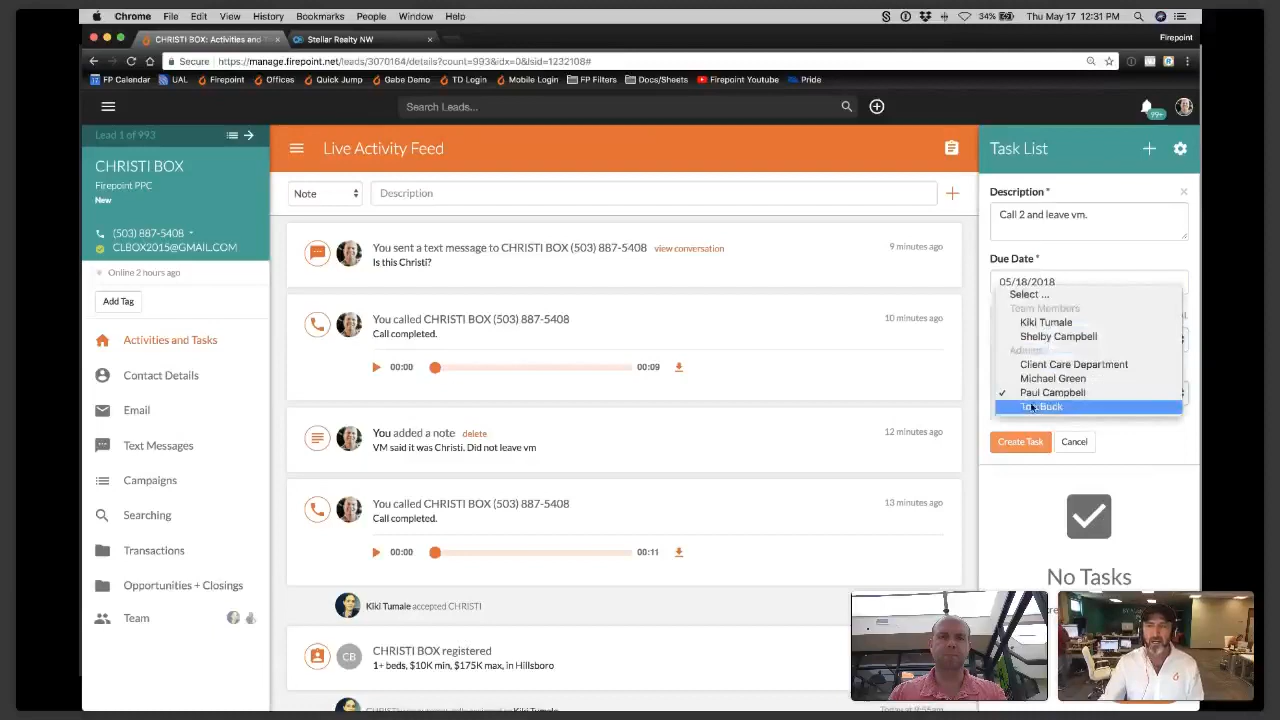 Chrome File Edit View History Bookmarks People Window Help
34% Thu May 17 12:31 PM
CHRISTI BOX: Activities and
Stellar Realty NW
Firepoint
Secure https://manage.firepoint.net/leads/3070164/details?count=993&idx=0&lsid=1232108#
FP Calendar UAL Firepoint Offices Quick Jump Gabe Demo TD Login Mobile Login FP Filters Docs/Sheets Firepoint Youtube Pride
Search Leads...
99+
Lead 1 of 993
CHRISTI BOX
Firepoint PPC
New
(503) 887-5408
CLBOX2015@GMAIL.COM
Online 2 hours ago
Add Tag
Activities and Tasks
Contact Details
Email
Text Messages
Campaigns
Searching
Transactions
Opportunities + Closings
Team
Live Activity Feed
Note
Description
You sent a text message to CHRISTI BOX (503) 887-5408 view conversation
9 minutes ago
Is this Christi?
You called CHRISTI BOX (503) 887-5408
10 minutes ago
Call completed.
00:00 00:09
You added a note delete
12 minutes ago
VM said it was Christi. Did not leave vm
You called CHRISTI BOX (503) 887-5408
13 minutes ago
Call completed.
00:00 00:11
Kiki Tumale accepted CHRISTI
CB
CHRISTI BOX registered
1+ beds, $10K min, $175K max, in Hillsboro
Kiki Tumale
Today at 9:55am
Task List
Description *
Call 2 and leave vm.
Due Date *
05/18/2018
Select ...
Team Members
Kiki Tumale
Shelby Campbell
Admins
Client Care Department
Michael Green
Paul Campbell
Buck
Create Task Cancel
No Tasks